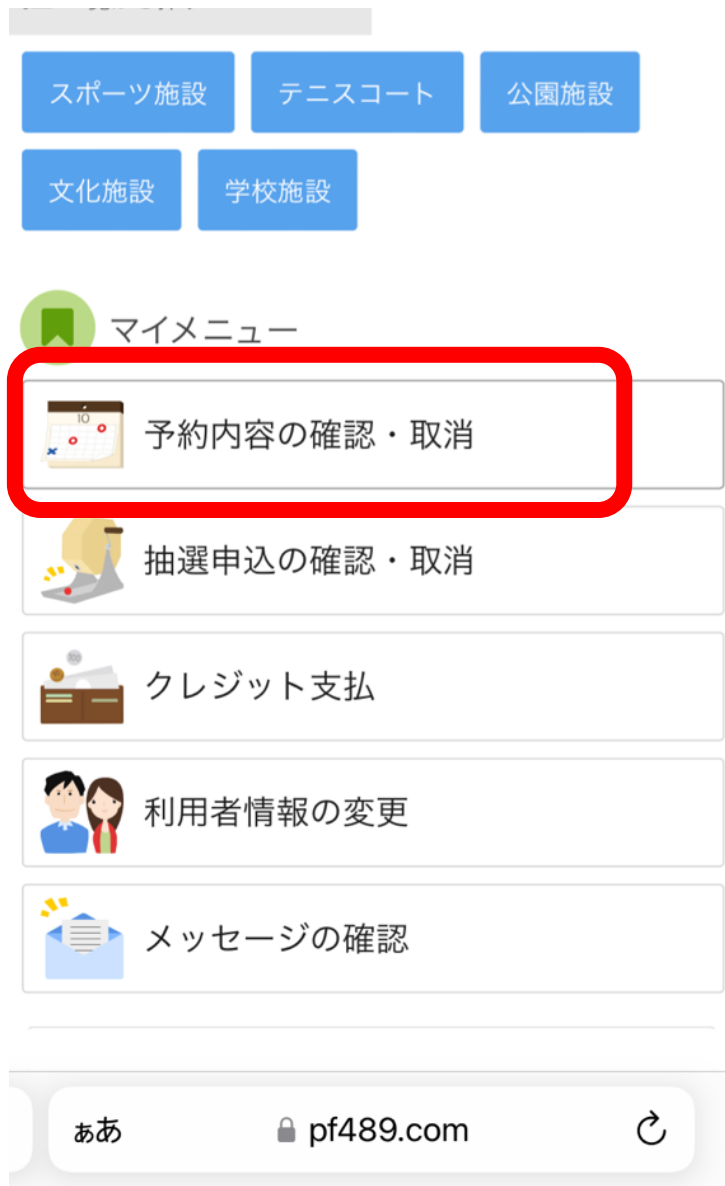 スポーツ施設 テニスコート 公園施設
文化施設 学校施設
マイメニュー
10
予約内容の確認・取消
抽選申込の確認・取消
100
クレジット支払
利用者情報の変更
メッセージの確認
ぁあ pf489.com